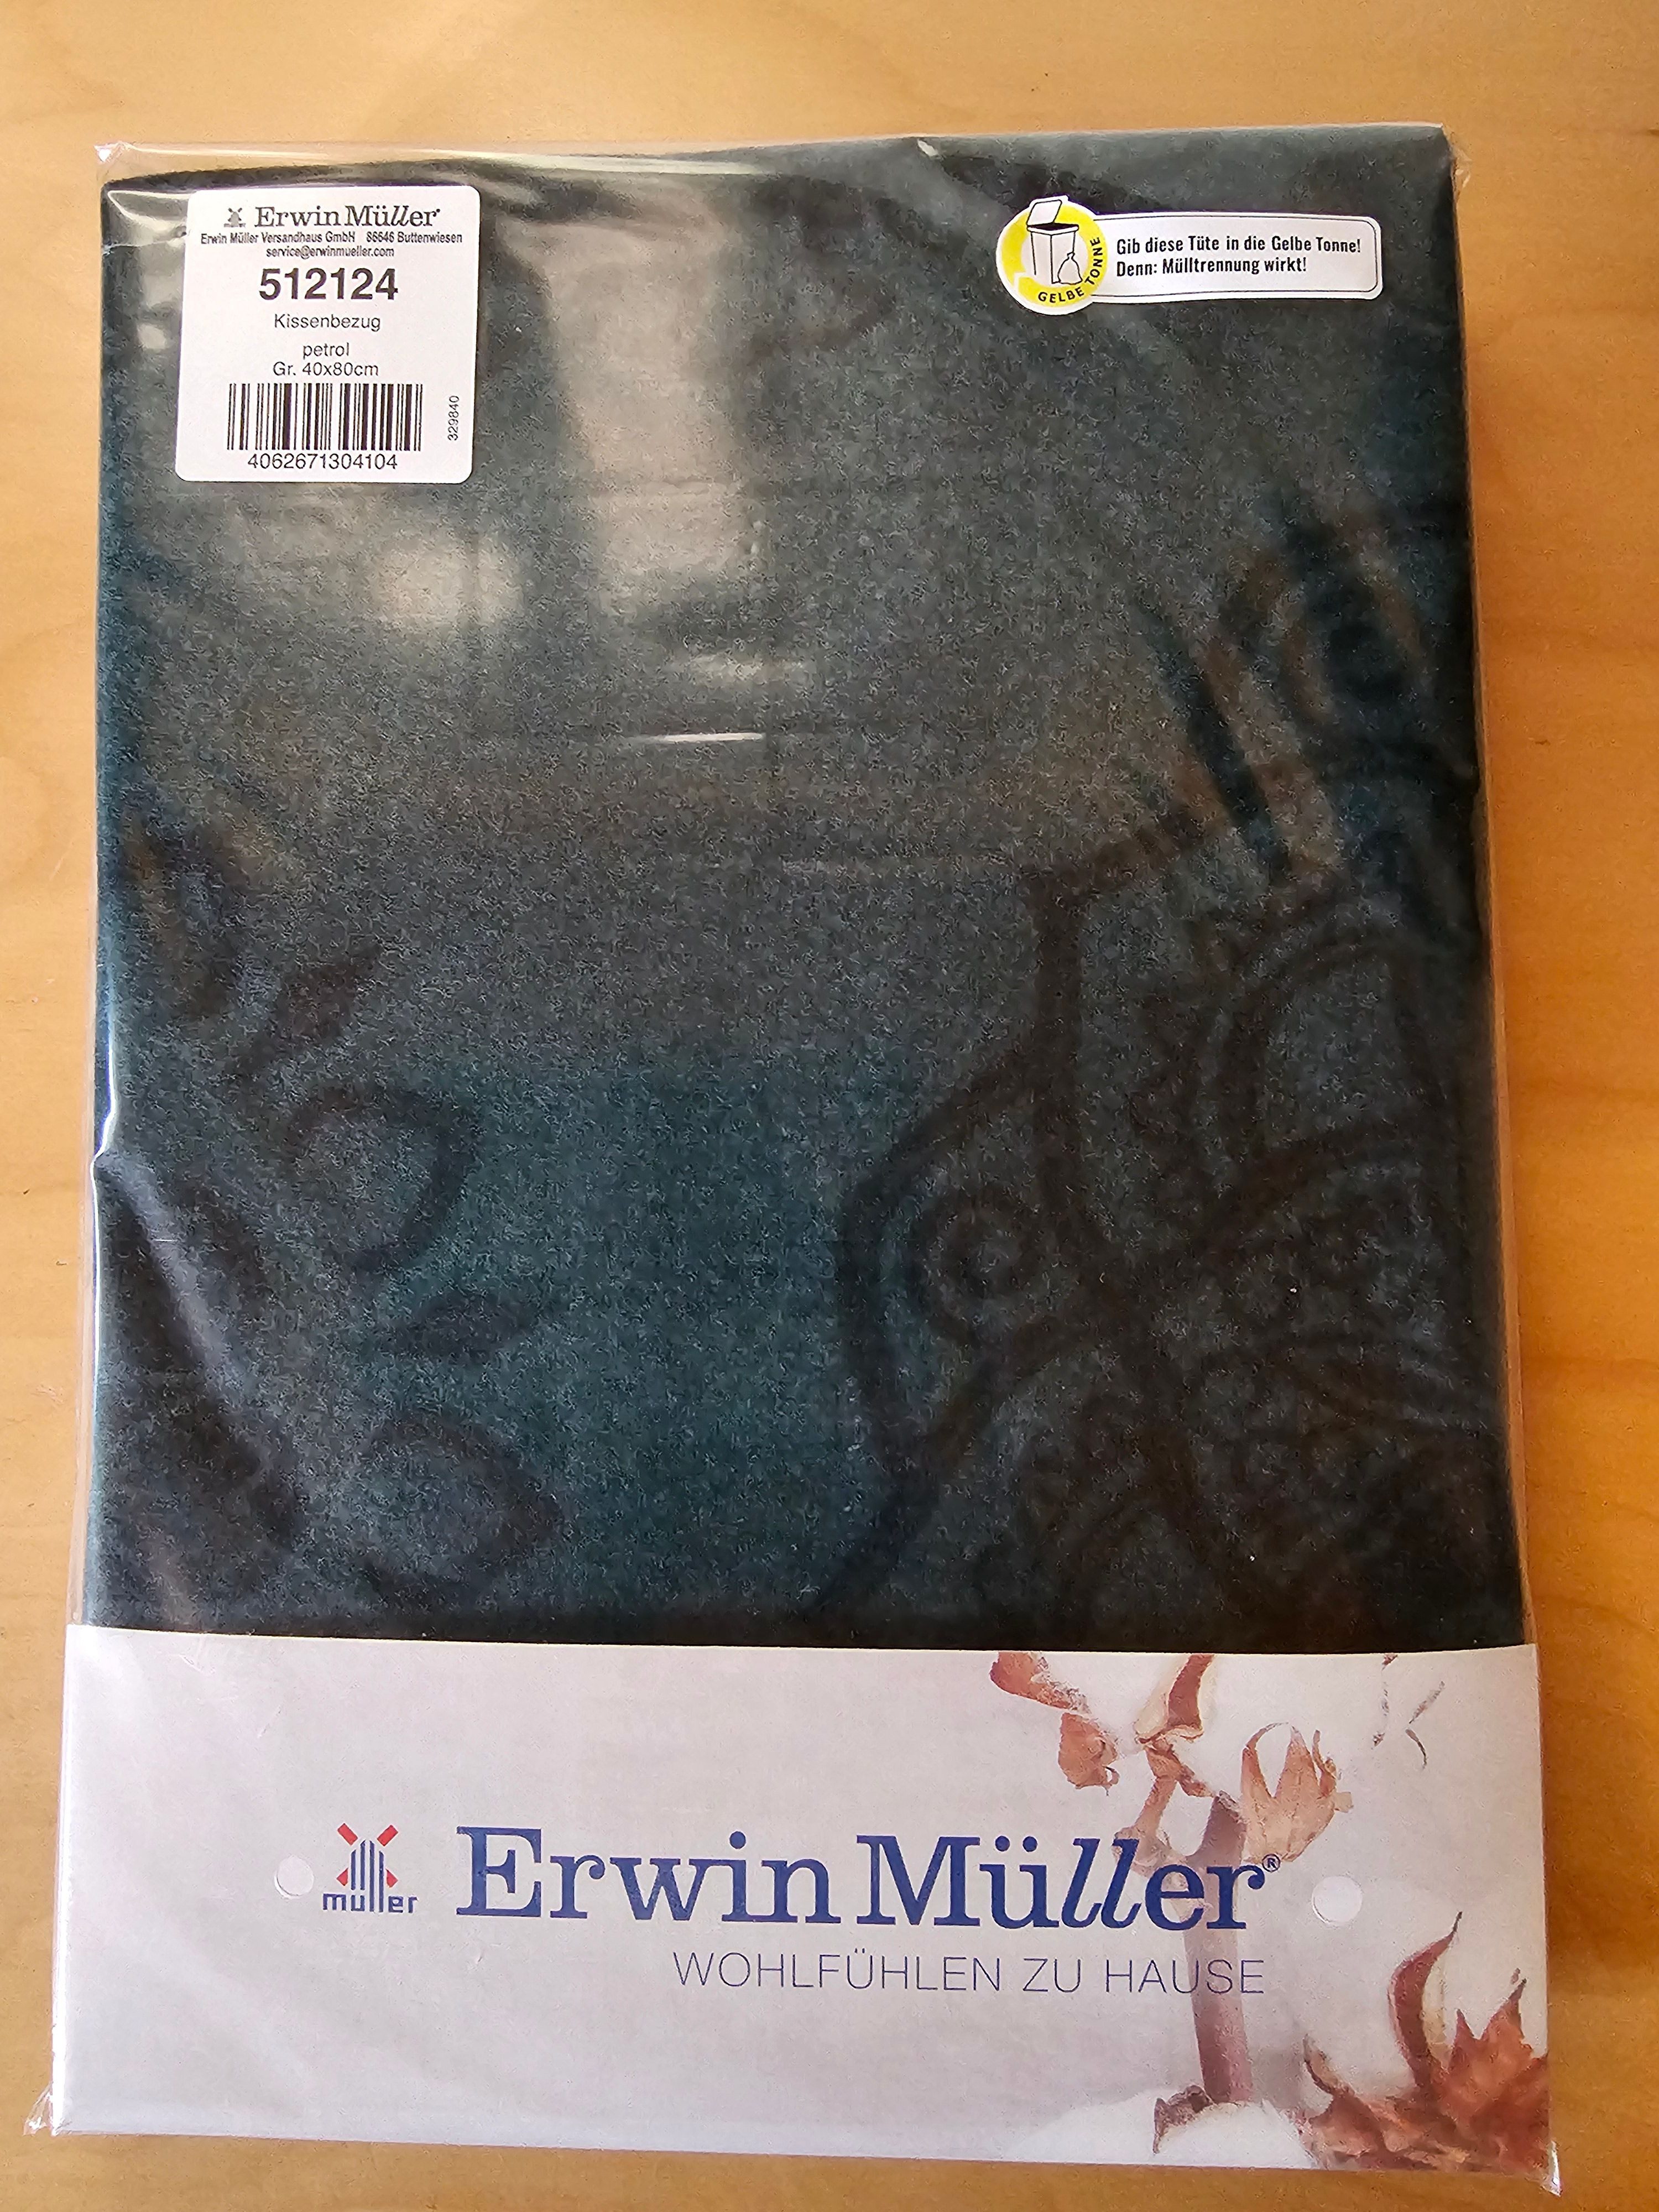 Erwin Müller
Erwin Müller Versandhaus GmbH 86646 Buttenwiesen
service@erwinmueller.com
512124
Kissenbezug
petrol
Gr. 40x80cm
329840
4062671304104
Gib diese Tüte in die Gelbe Tonne!
Denn: Mülltrennung wirkt!
GELBE TONNE
müller
Erwin Müller®
WOHLFÜHLEN ZU HAUSE